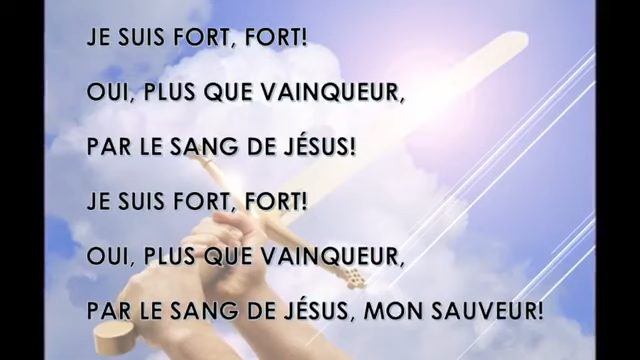 JE SUIS FORT, FORT!
OUI, PLUS QUE VAINQUEUR,
PAR LE SANG DE JÉSUS!
JE SUIS FORT, FORT!
OUI, PLUS QUE VAINQUEUR,
PAR LE SANG DE JÉSUS, MON SAUVEUR!